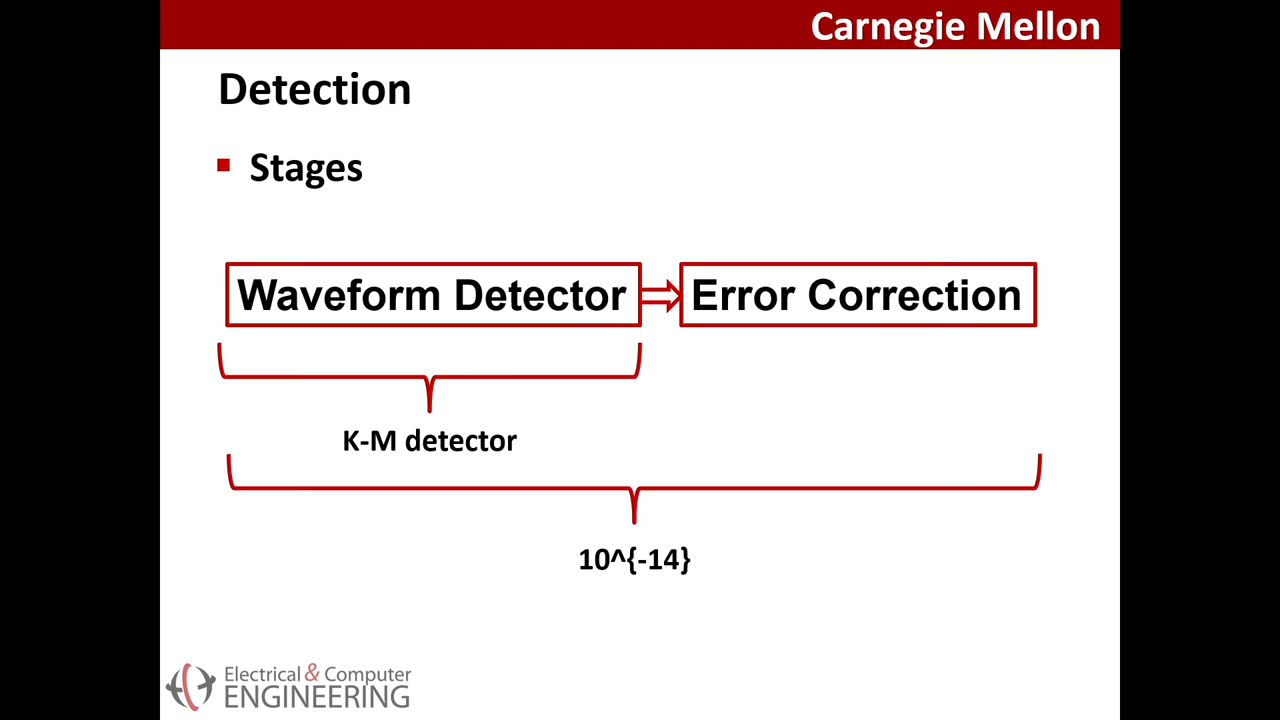 Carnegie Mellon
Detection
Stages
Waveform Detector
Error Correction
K-M detector
10^{-14}
Electrical & Computer
ENGINEERING